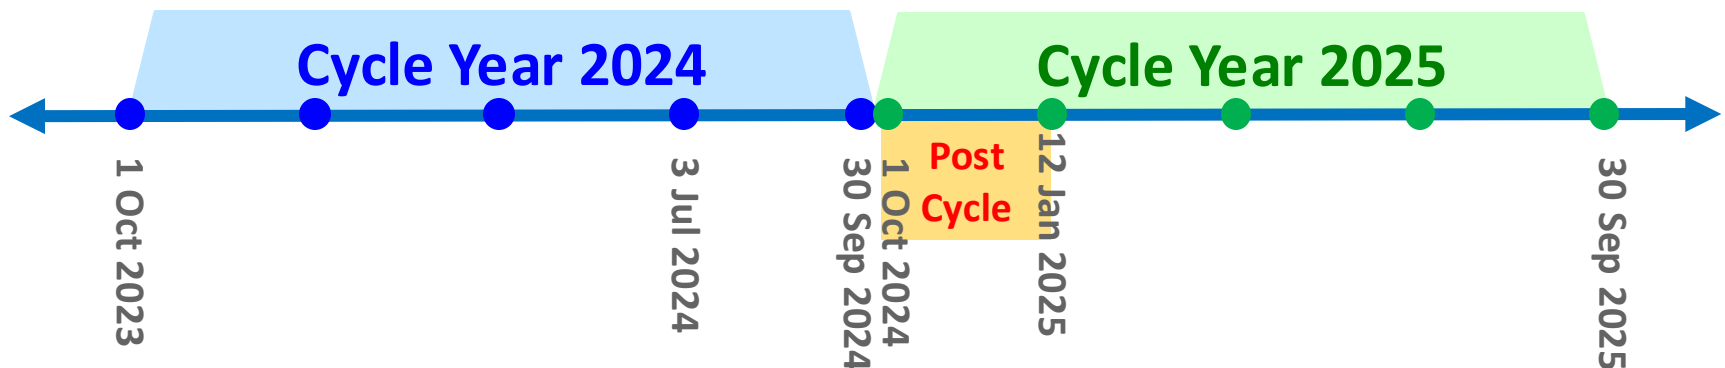 Cycle Year 2024
Cycle Year 2025
Post
Cycle
1 Oct 2023
3 Jul 2024
30 Sep 2024
1 Oct 2024
12 Jan 2025
30 Sep 2025